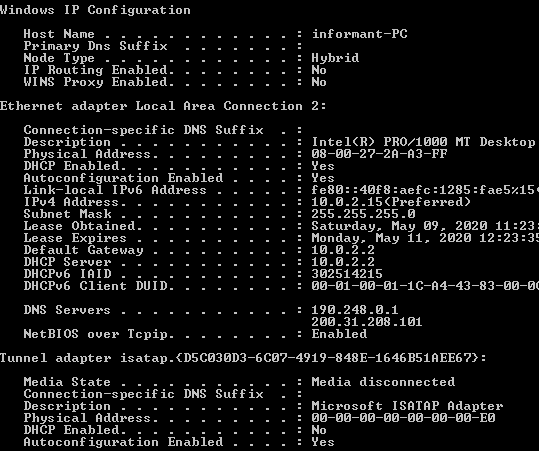 Windows IP Configuration
Host Name . . . . . . . . . . . . : informant-PC
Primary Dns Suffix  . . . . . . . :
Node Type . . . . . . . . . . . . : Hybrid
IP Routing Enabled. . . . . . . . : No
WINS Proxy Enabled. . . . . . . . : No
Ethernet adapter Local Area Connection 2:
Connection-specific DNS Suffix  . :
Description . . . . . . . . . . . : Intel(R) PRO/1000 MT Desktop
Physical Address. . . . . . . . . : 08-00-27-2A-A3-FF
DHCP Enabled. . . . . . . . . . . : Yes
Autoconfiguration Enabled . . . . : Yes
Link-local IPv6 Address . . . . . : fe80::40f8:aefc:1285:fae5%15
IPv4 Address. . . . . . . . . . . : 10.0.2.15(Preferred)
Subnet Mask . . . . . . . . . . . : 255.255.255.0
Lease Obtained. . . . . . . . . . : Saturday, May 09, 2020 11:23:
Lease Expires . . . . . . . . . . : Monday, May 11, 2020 12:23:35
Default Gateway . . . . . . . . . : 10.0.2.2
DHCP Server . . . . . . . . . . . : 10.0.2.2
DHCPv6 IAID . . . . . . . . . . . : 302514215
DHCPv6 Client DUID. . . . . . . . : 00-01-00-01-1C-A4-43-83-00-0
DNS Servers . . . . . . . . . . . : 190.248.0.1
200.31.208.101
NetBIOS over Tcpip. . . . . . . . : Enabled
Tunnel adapter isatap.{D5C030D3-6C07-4919-848E-1646B51AEE67}:
Media State . . . . . . . . . . . : Media disconnected
Connection-specific DNS Suffix  . :
Description . . . . . . . . . . . : Microsoft ISATAP Adapter
Physical Address. . . . . . . . . : 00-00-00-00-00-00-00-E0
DHCP Enabled. . . . . . . . . . . : No
Autoconfiguration Enabled . . . . : Yes